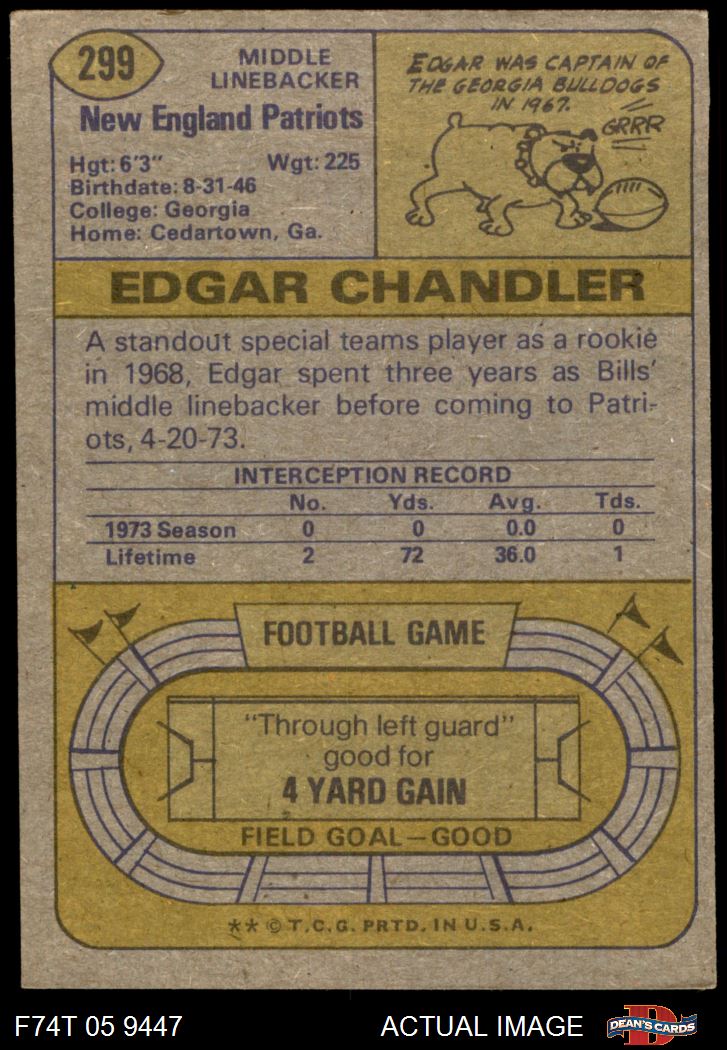 299
MIDDLE
LINEBACKER
New England Patriots
Hgt: 6'3" Wgt: 225
Birthdate: 8-31-46
College: Georgia
Home: Cedartown, Ga.
EDGAR WAS CAPTAIN OF
THE GEORGIA BULLDOGS
IN 1967.
GRRR
EDGAR CHANDLER
A standout special teams player as a rookie
in 1968, Edgar spent three years as Bills'
middle linebacker before coming to Patri-
ots, 4-20-73.
INTERCEPTION RECORD
No. Yds. Avg. Tds.
1973 Season 0 0 0.0 0
Lifetime 2 72 36.0 1
FOOTBALL GAME
"Through left guard"
good for
4 YARD GAIN
FIELD GOAL—GOOD
** © T.C.G. PRTD. IN U.S.A.
F74T 05 9447 ACTUAL IMAGE DEAN'S CARDS